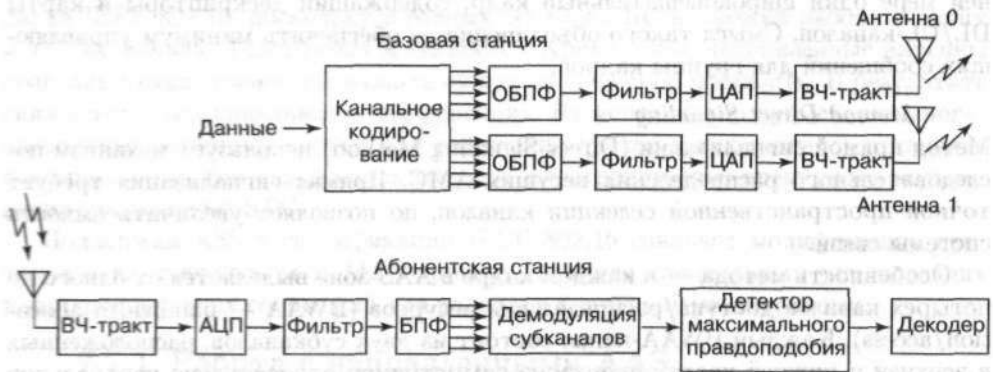 Антенна 0
Базовая станция
Данные
Канальное
кодиро-
вание
ОБПФ
Фильтр
ЦАП
ВЧ-тракт
ОБПФ
Фильтр
ЦАП
ВЧ-тракт
Антенна 1
Абонентская станция
ВЧ-тракт
АЦП
Фильтр
БПФ
Демодуляция
субканалов
Детектор
максимального
правдоподобия
Декодер